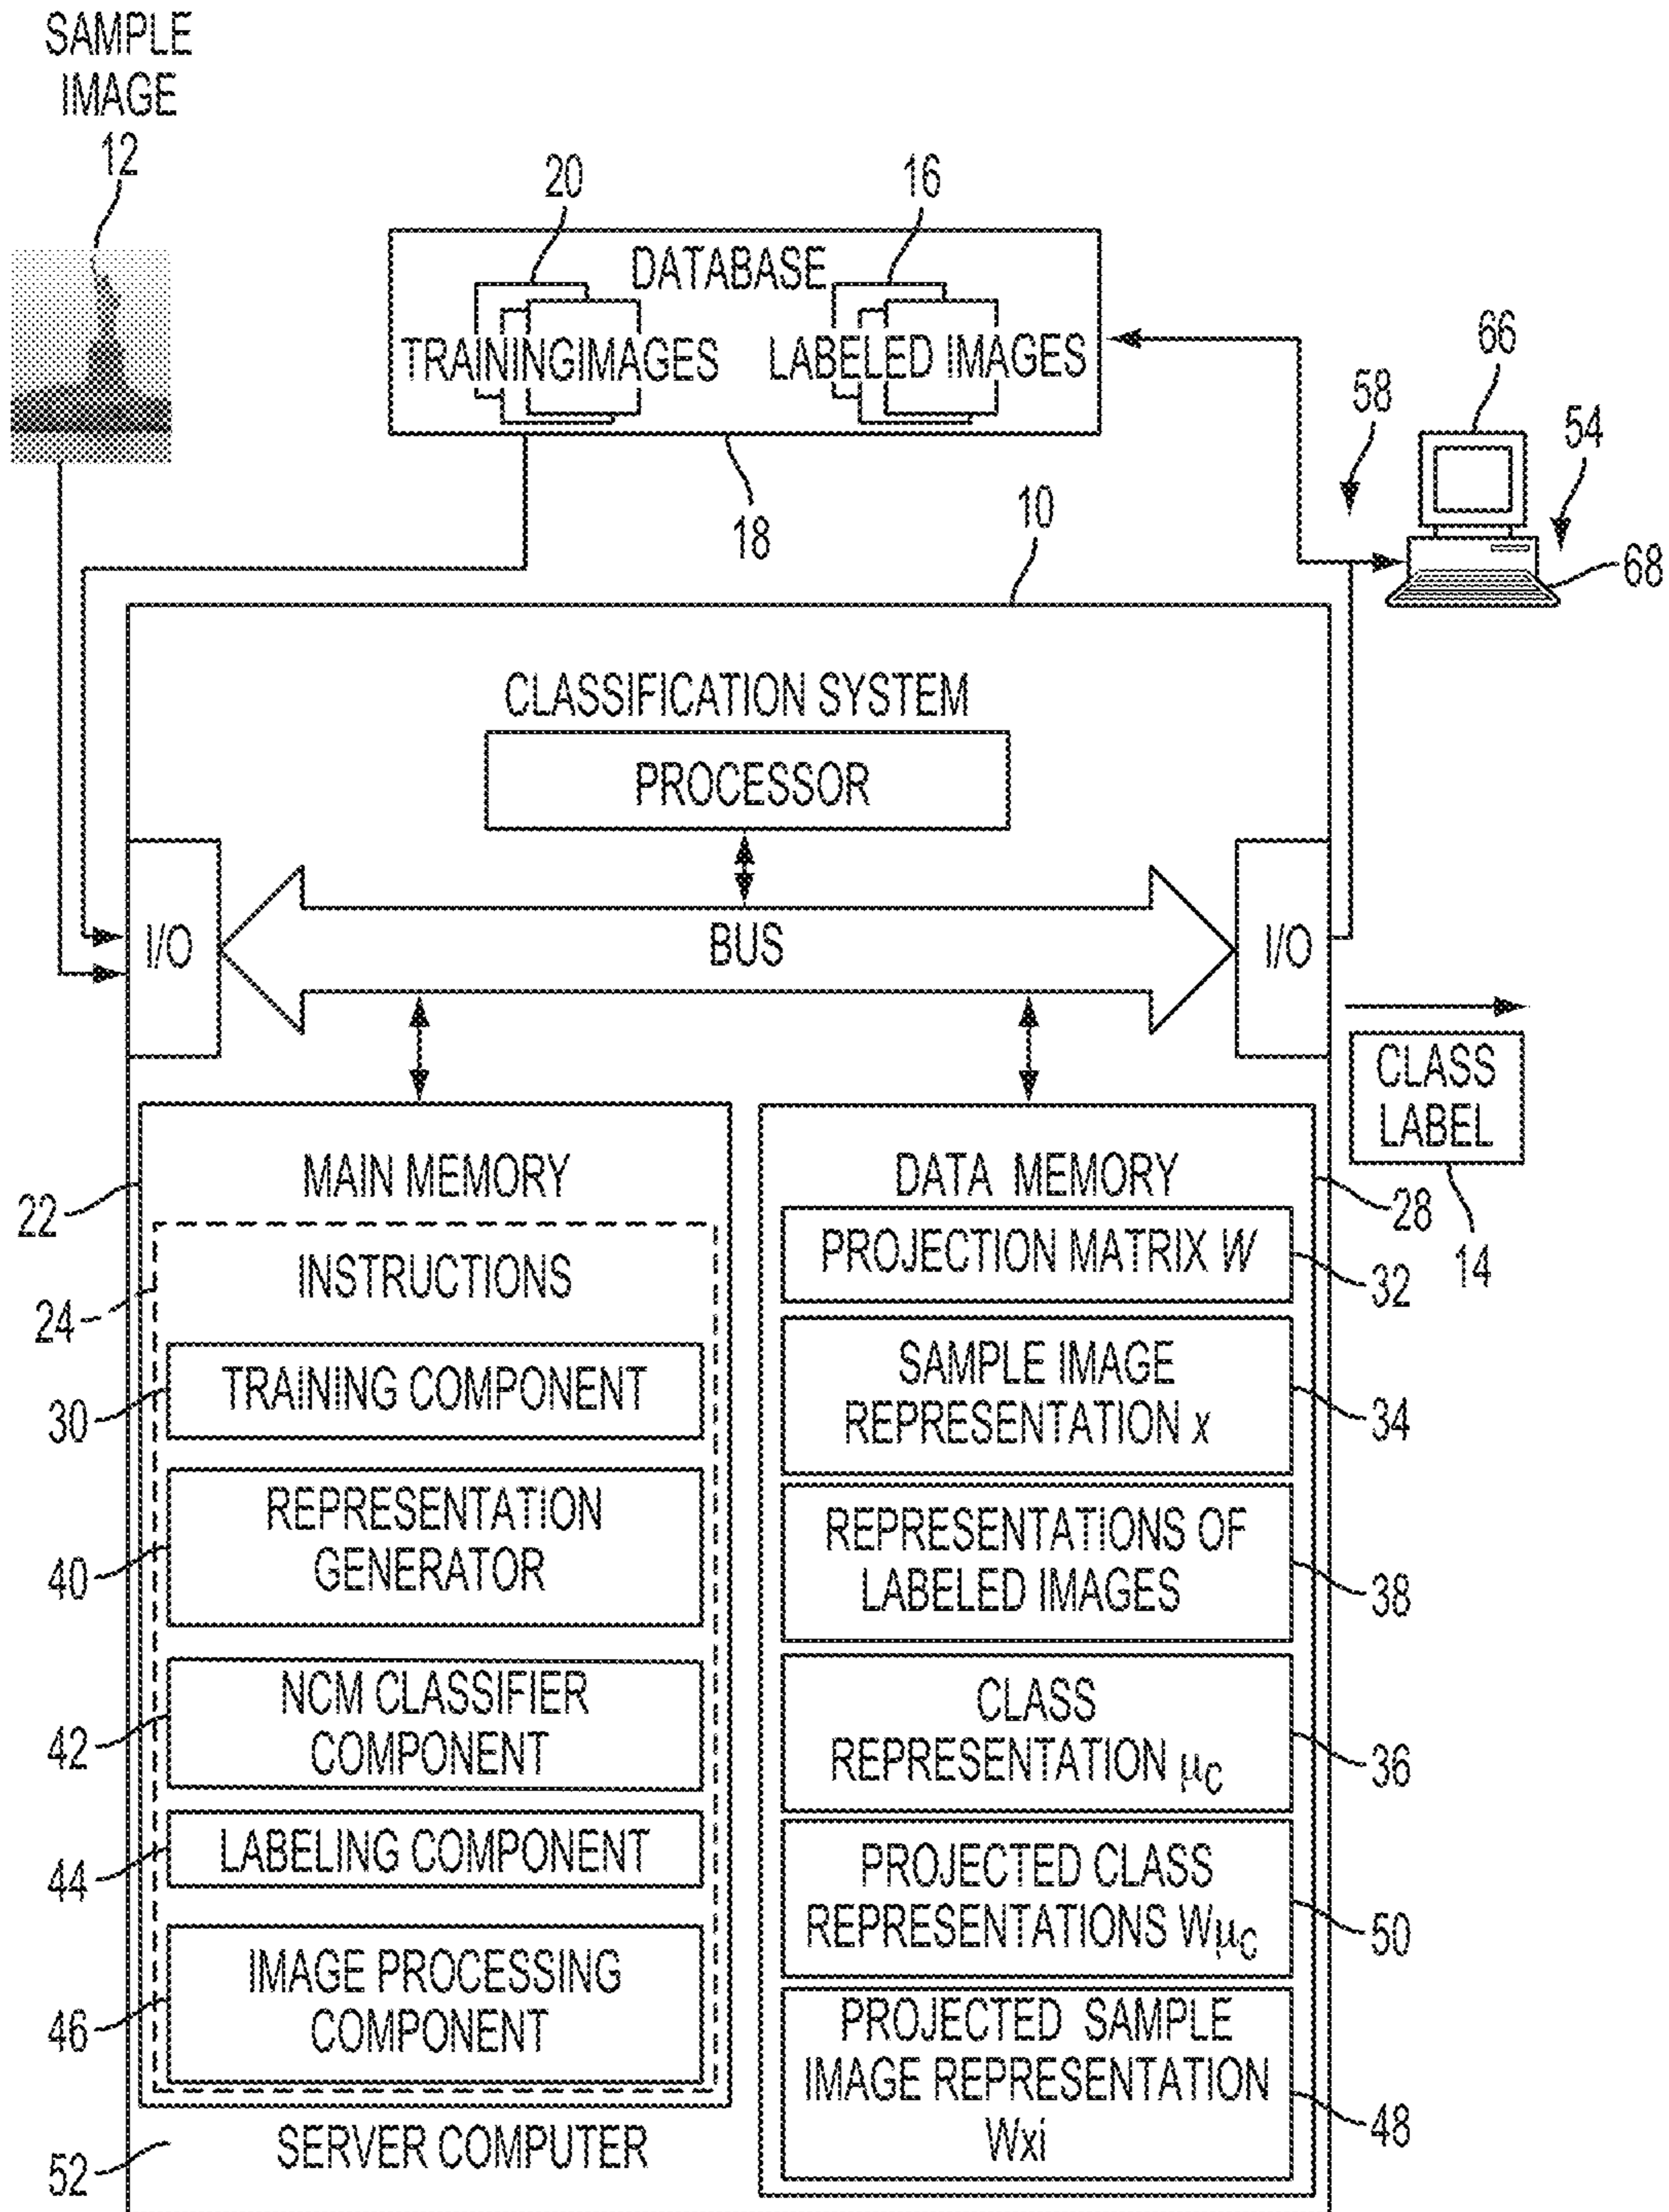 SAMPLE
IMAGE
12
20
16
DATABASE
TRAININGIMAGES
LABELED IMAGES
66
58
54
18
10
68
CLASSIFICATION SYSTEM
PROCESSOR
I/O
BUS
I/O
CLASS
LABEL
14
MAIN MEMORY
22
INSTRUCTIONS
24
TRAINING COMPONENT
30
REPRESENTATION
GENERATOR
40
NCM CLASSIFIER
COMPONENT
42
LABELING COMPONENT
44
IMAGE PROCESSING
COMPONENT
46
SERVER COMPUTER
52
DATA MEMORY
28
PROJECTION MATRIX W
32
SAMPLE IMAGE
REPRESENTATION x
34
REPRESENTATIONS OF
LABELED IMAGES
38
CLASS
REPRESENTATION μC
36
PROJECTED CLASS
REPRESENTATIONS WμC
50
PROJECTED SAMPLE
IMAGE REPRESENTATION
Wxi
48